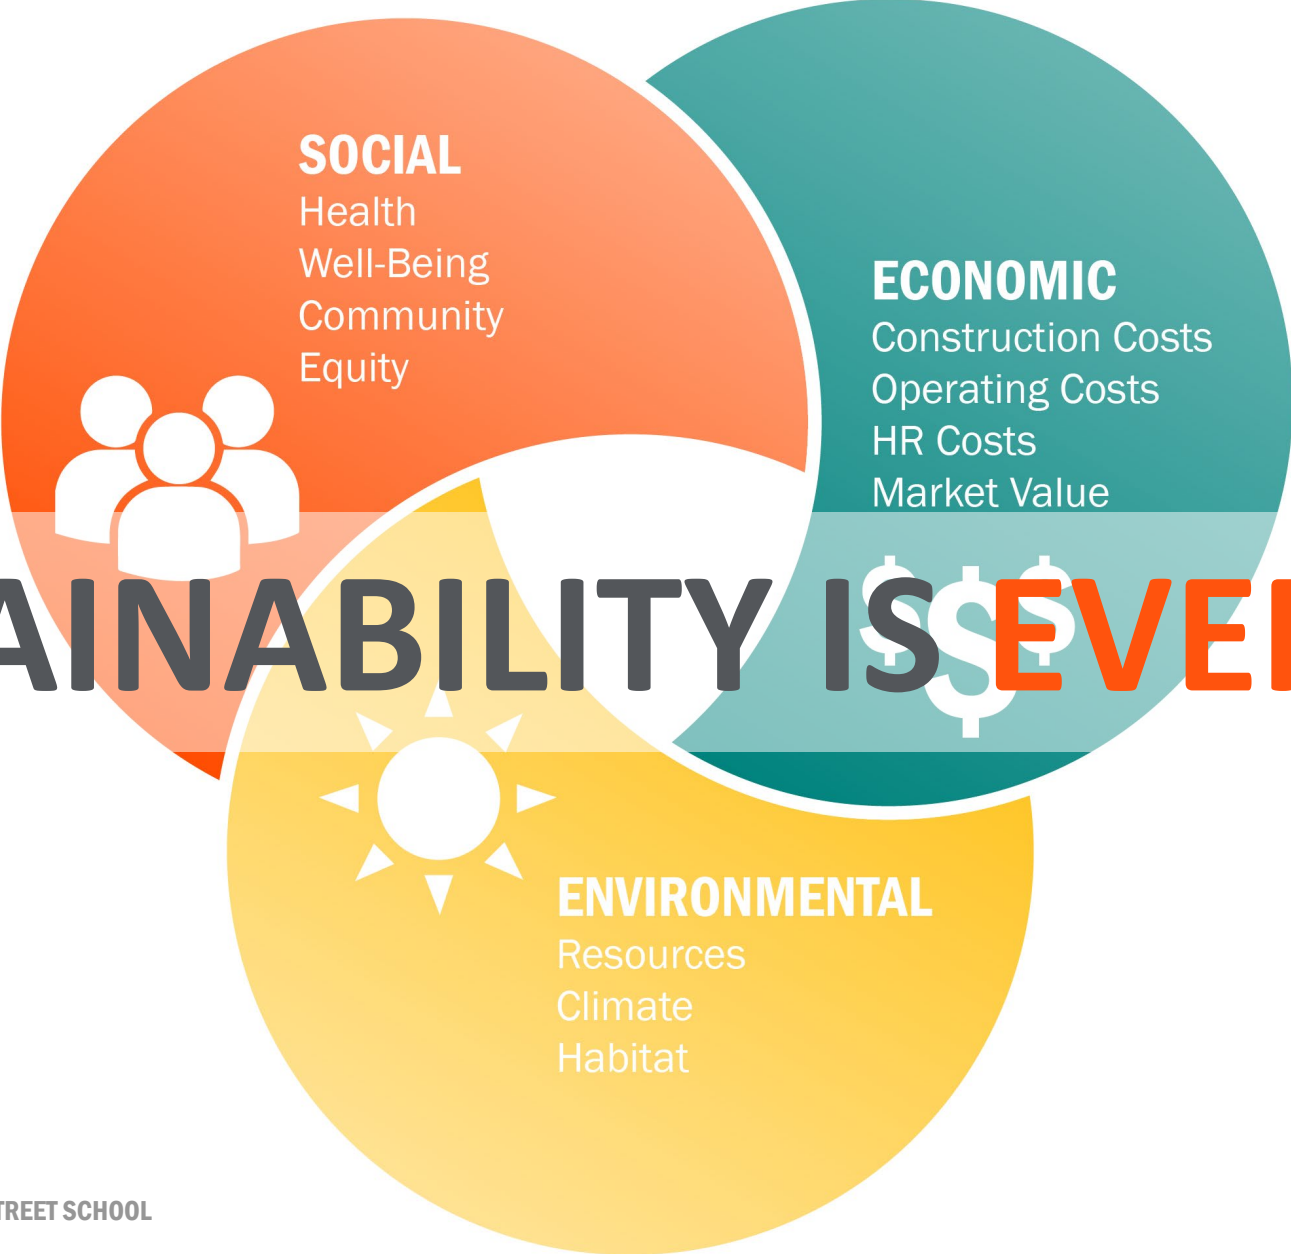 SOCIAL
Health
Well-Being
Community
Equity
ECONOMIC
Construction Costs
Operating Costs
HR Costs
Market Value
AINABILITY IS EVE
ENVIRONMENTAL
Resources
Climate
Habitat
TREET SCHOOL